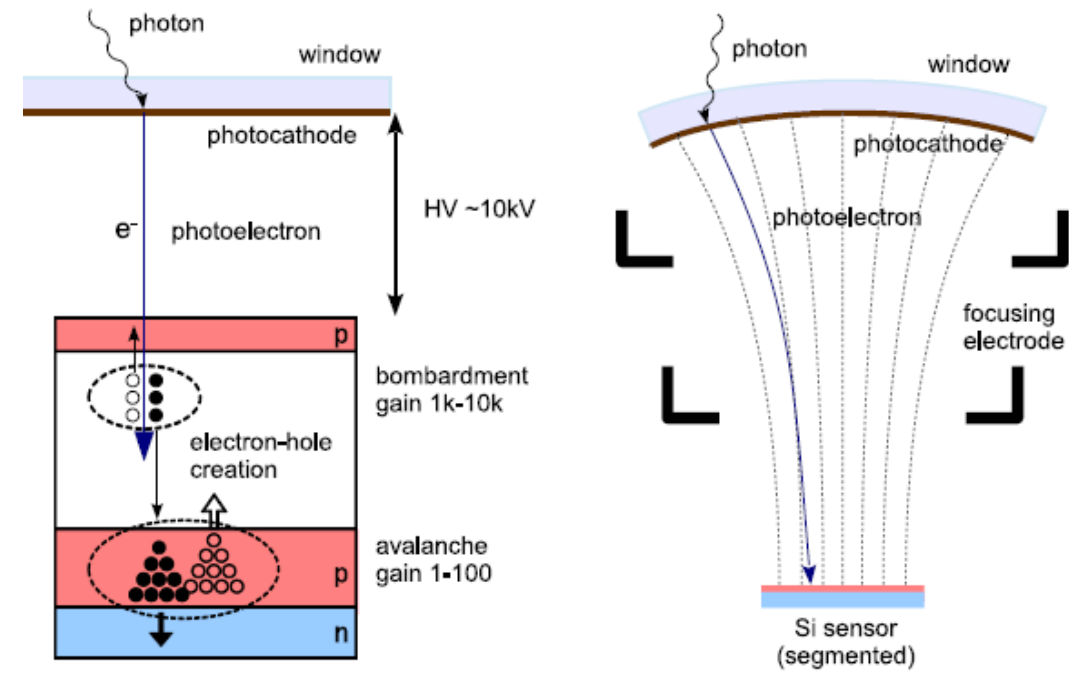 photon
window
photocathode
HV ~10kV
e⁻
photoelectron
p
bombardment
gain 1k-10k
electron-hole
creation
avalanche
gain 1-100
p
n
photon
window
photocathode
photoelectron
focusing
electrode
Si sensor
(segmented)